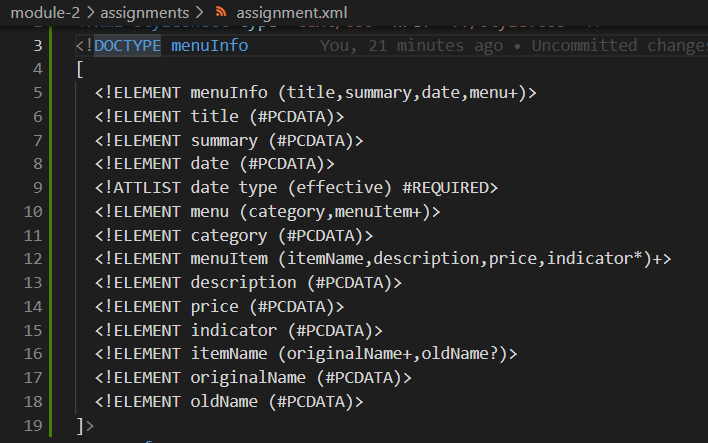 module-2 > assignments > assignment.xml
3 <!DOCTYPE menuInfo You, 21 minutes ago • Uncommitted changes
4 [
5 <!ELEMENT menuInfo (title,summary,date,menu+)>
6 <!ELEMENT title (#PCDATA)>
7 <!ELEMENT summary (#PCDATA)>
8 <!ELEMENT date (#PCDATA)>
9 <!ATTLIST date type (effective) #REQUIRED>
10 <!ELEMENT menu (category,menuItem+)>
11 <!ELEMENT category (#PCDATA)>
12 <!ELEMENT menuItem (itemName,description,price,indicator*)+>
13 <!ELEMENT description (#PCDATA)>
14 <!ELEMENT price (#PCDATA)>
15 <!ELEMENT indicator (#PCDATA)>
16 <!ELEMENT itemName (originalName+,oldName?)>
17 <!ELEMENT originalName (#PCDATA)>
18 <!ELEMENT oldName (#PCDATA)>
19 ]>